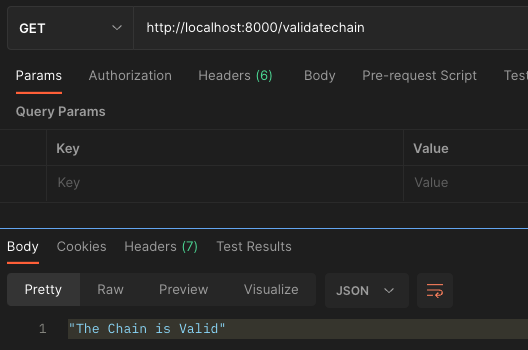 GET http://localhost:8000/validatechain
Params Authorization Headers (6) Body Pre-request Script
Query Params
Key Value
Key Value
Body Cookies Headers (7) Test Results
Pretty Raw Preview Visualize JSON
1 "The Chain is Valid"